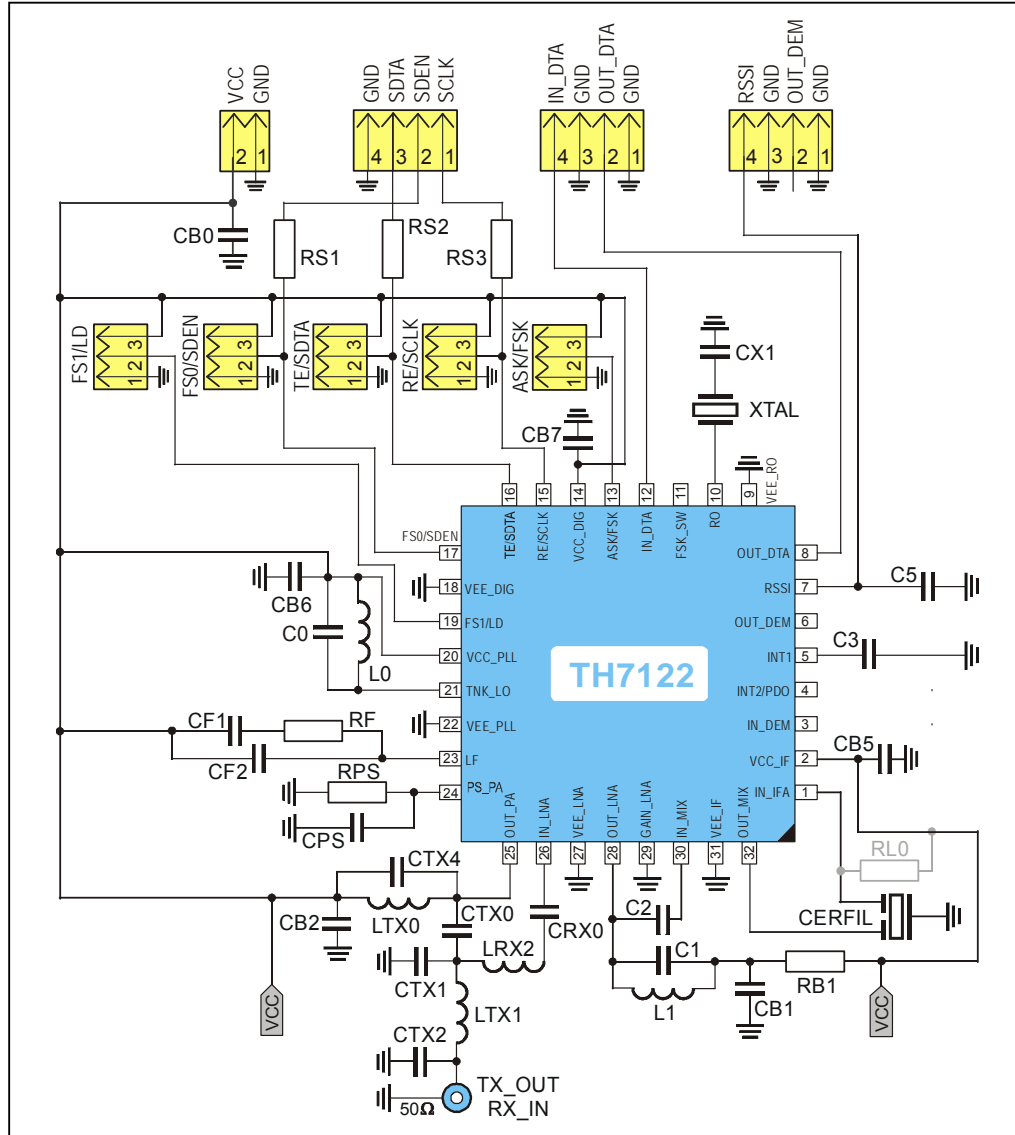 VCC GND
2 1
GND SDTA SDEN SCLK
4 3 2 1
IN_DTA GND OUT_DTA GND
4 3 2 1
RSSI GND OUT_DEM GND
4 3 2 1
CB0
RS1
RS2
RS3
FS1/LD
1 2 3
FS0/SDEN
1 2 3
TE/SDTA
1 2 3
RE/SCLK
1 2 3
ASK/FSK
1 2 3
CX1
XTAL
CB7
16 15 14 13 12 11 10 9
VEE_RO
TE/SDTA RE/SCLK VCC_DIG ASK/FSK IN_DTA FSK_SW RO
FS0/SDEN
17
18 VEE_DIG
19 FS1/LD
20 VCC_PLL
21 TNK_LO
22 VEE_PLL
23 LF
24 PS_PA
OUT_DTA 8
RSSI 7
OUT_DEM 6
INT1 5
INT2/PDO 4
IN_DEM 3
VCC_IF 2
IN_IFA 1
TH7122
OUT_PA IN_LNA VEE_LNA OUT_LNA GAIN_LNA IN_MIX VEE_IF OUT_MIX
25 26 27 28 29 30 31 32
C5
C3
CB5
CB6
C0
L0
CF1
RF
CF2
RPS
CPS
RL0
CERFIL
CTX4
LTX0
CB2
CTX0
CRX0
LRX2
CTX1
LTX1
CTX2
C2
C1
L1
CB1
RB1
VCC
VCC
50Ω
TX_OUT
RX_IN